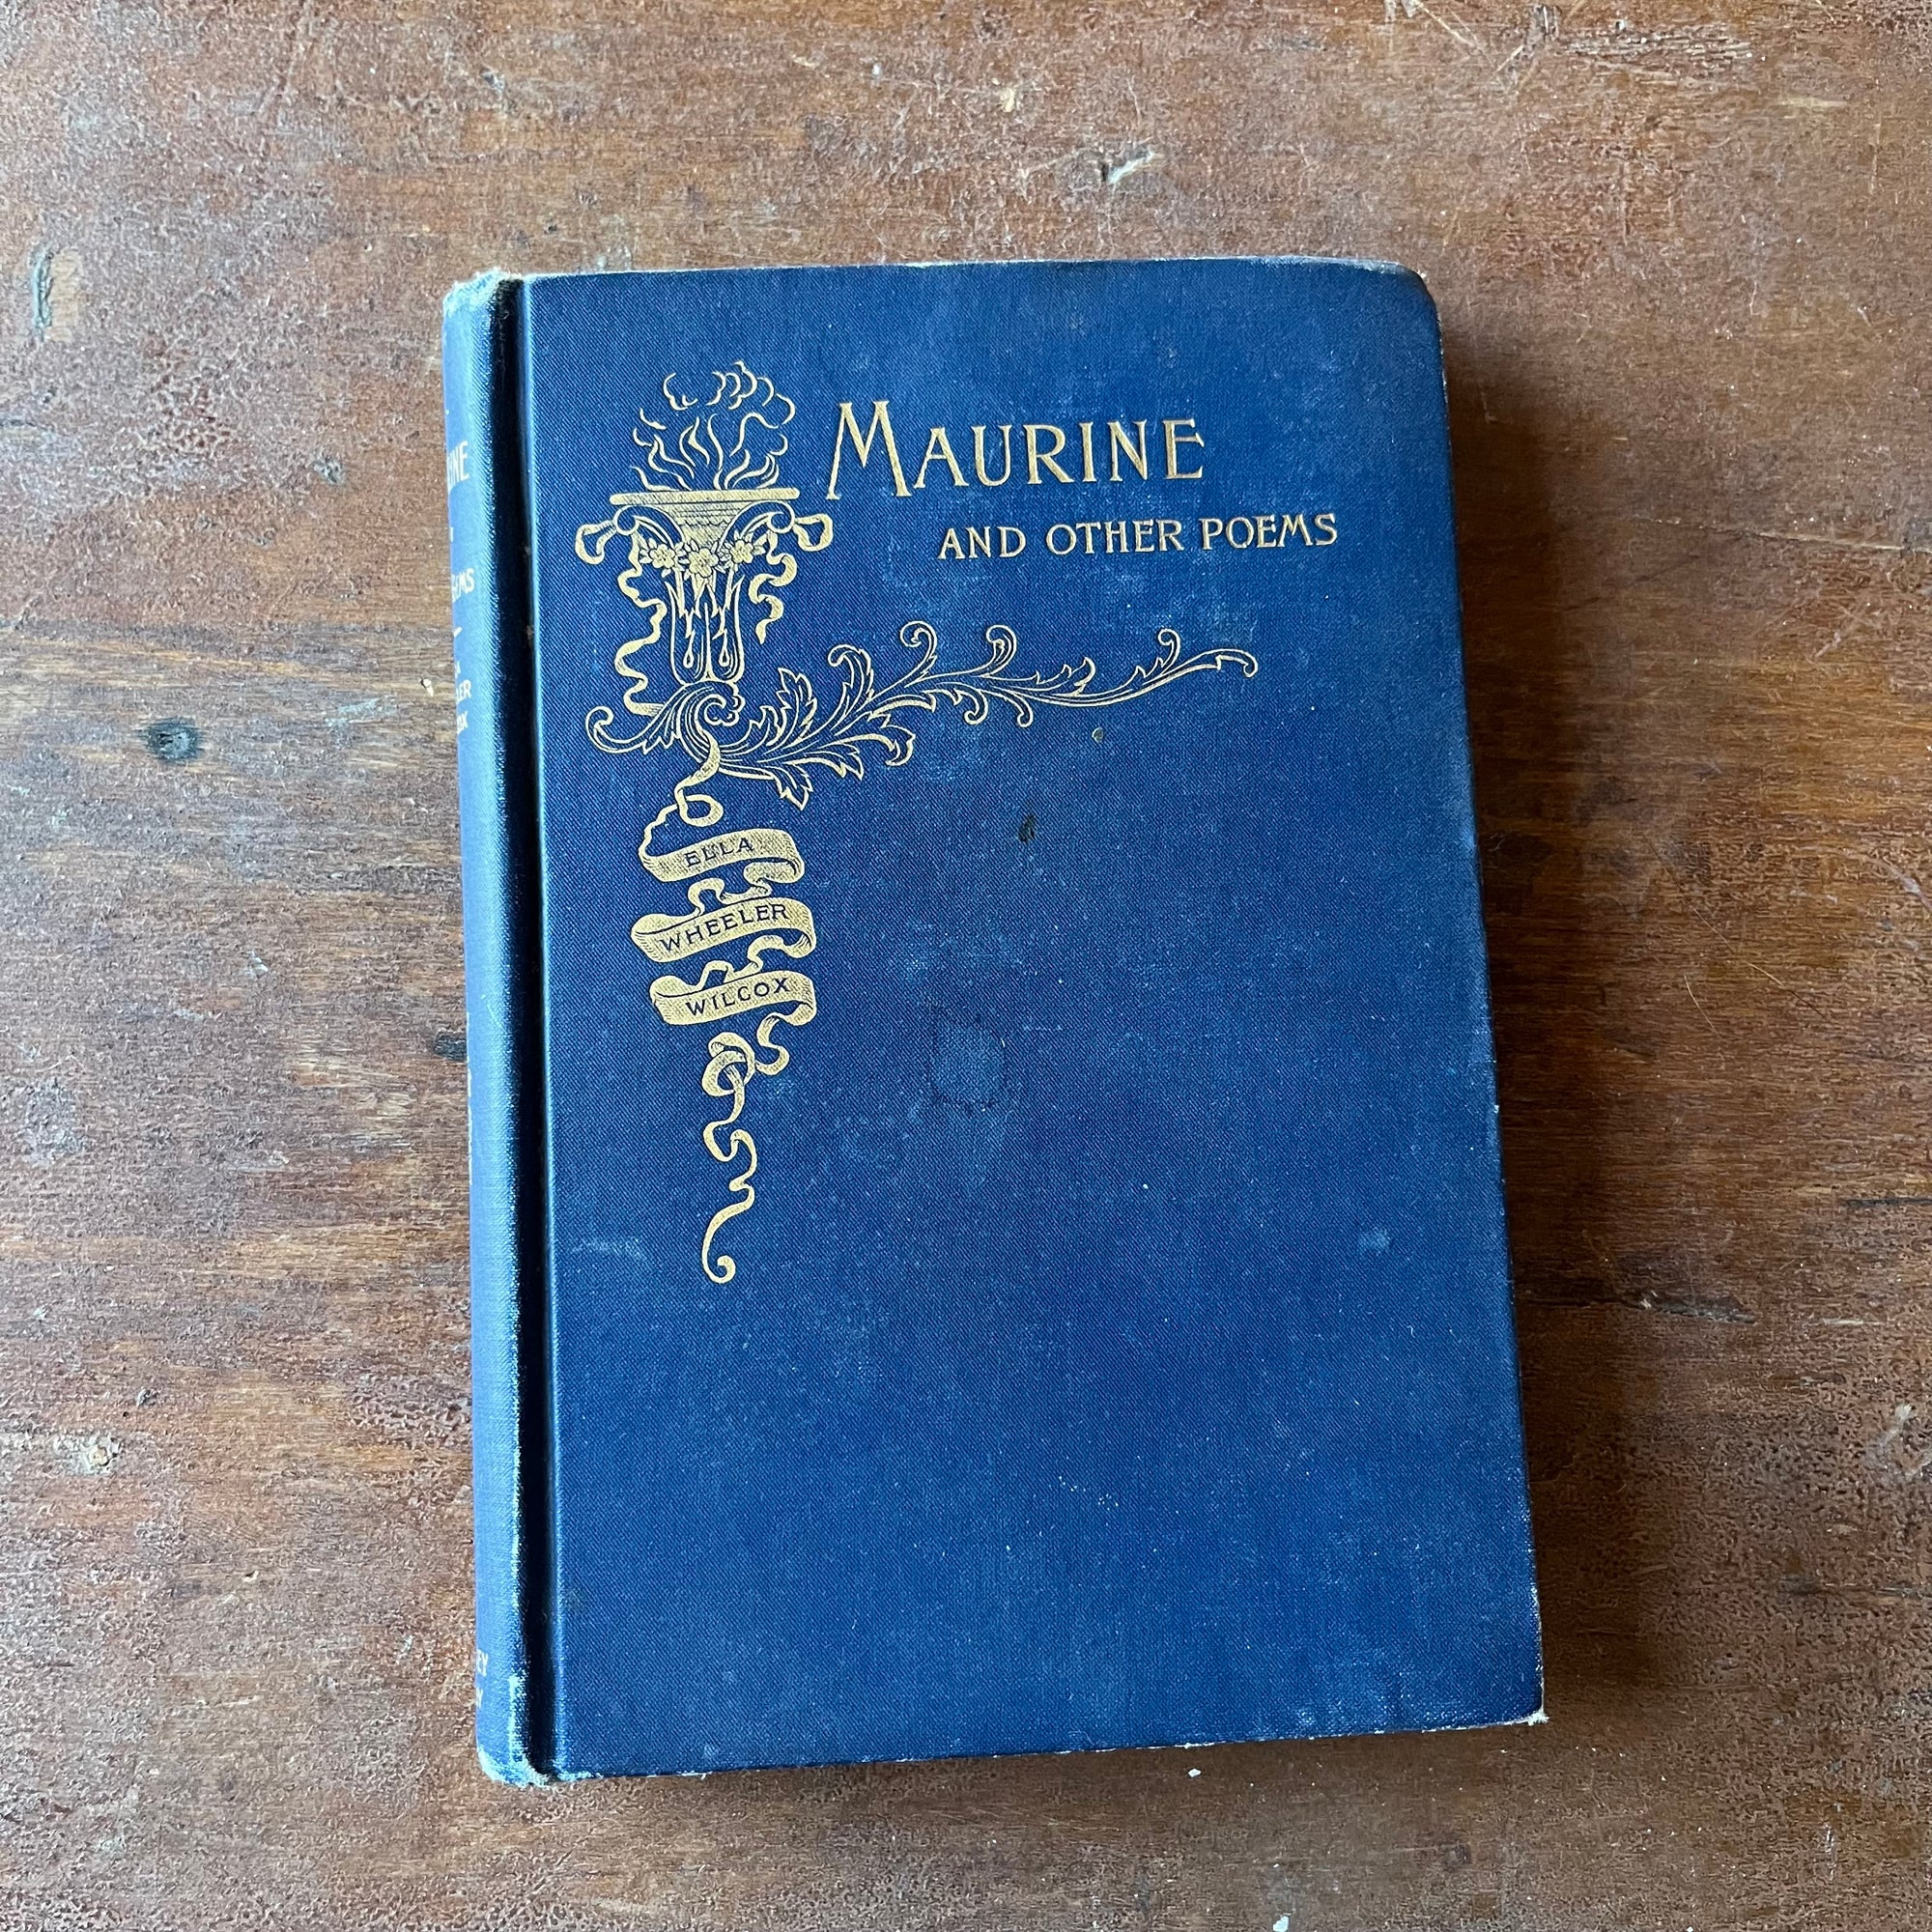 MAURINE
AND OTHER POEMS
ELLA
WHEELER
WILCOX